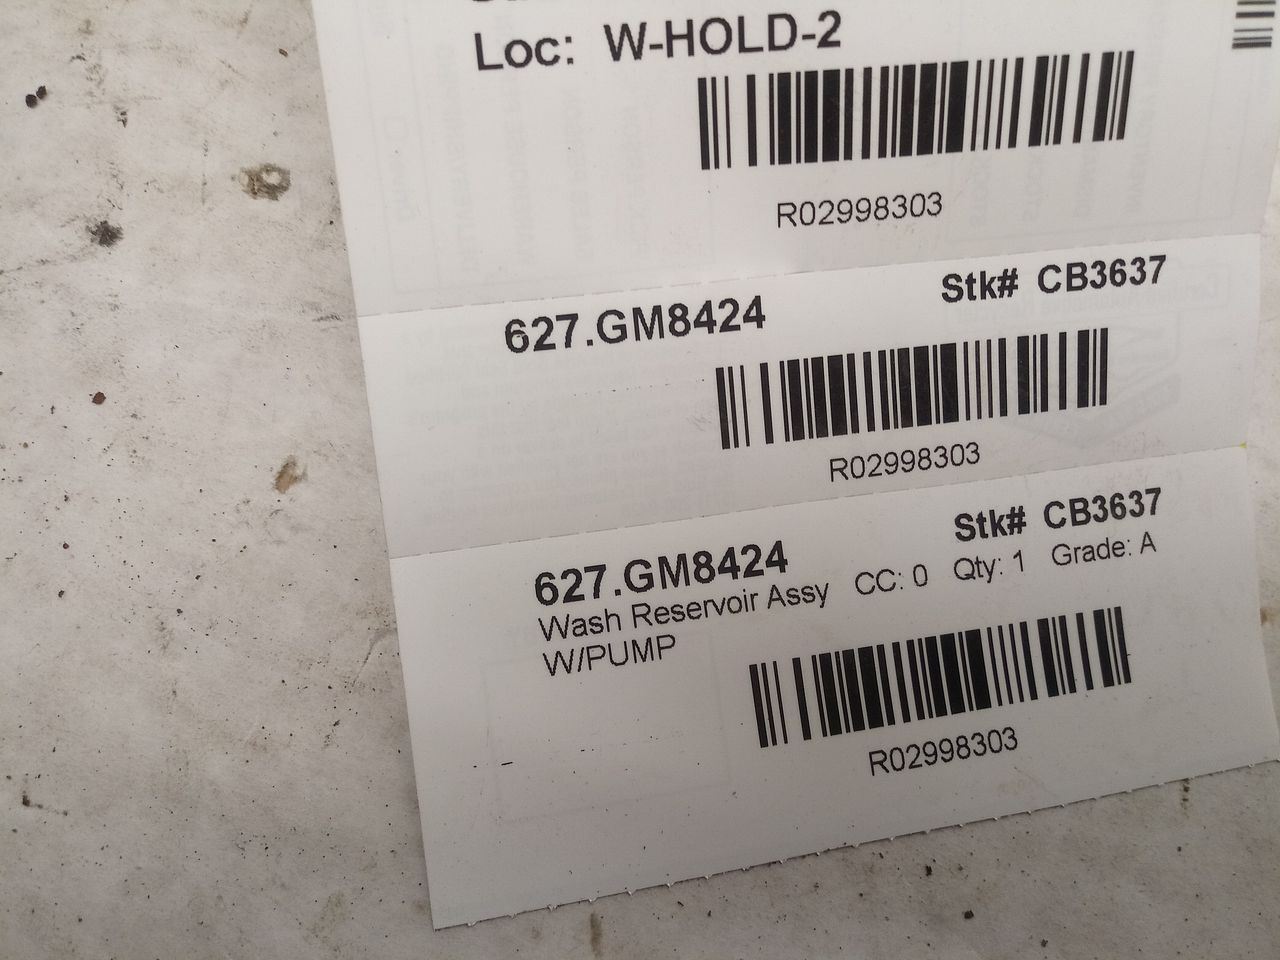 Loc: W-HOLD-2
R02998303
627.GM8424 Stk# CB3637
R02998303
627.GM8424 Stk# CB3637
Wash Reservoir Assy CC: 0 Qty: 1 Grade: A
W/PUMP
R02998303